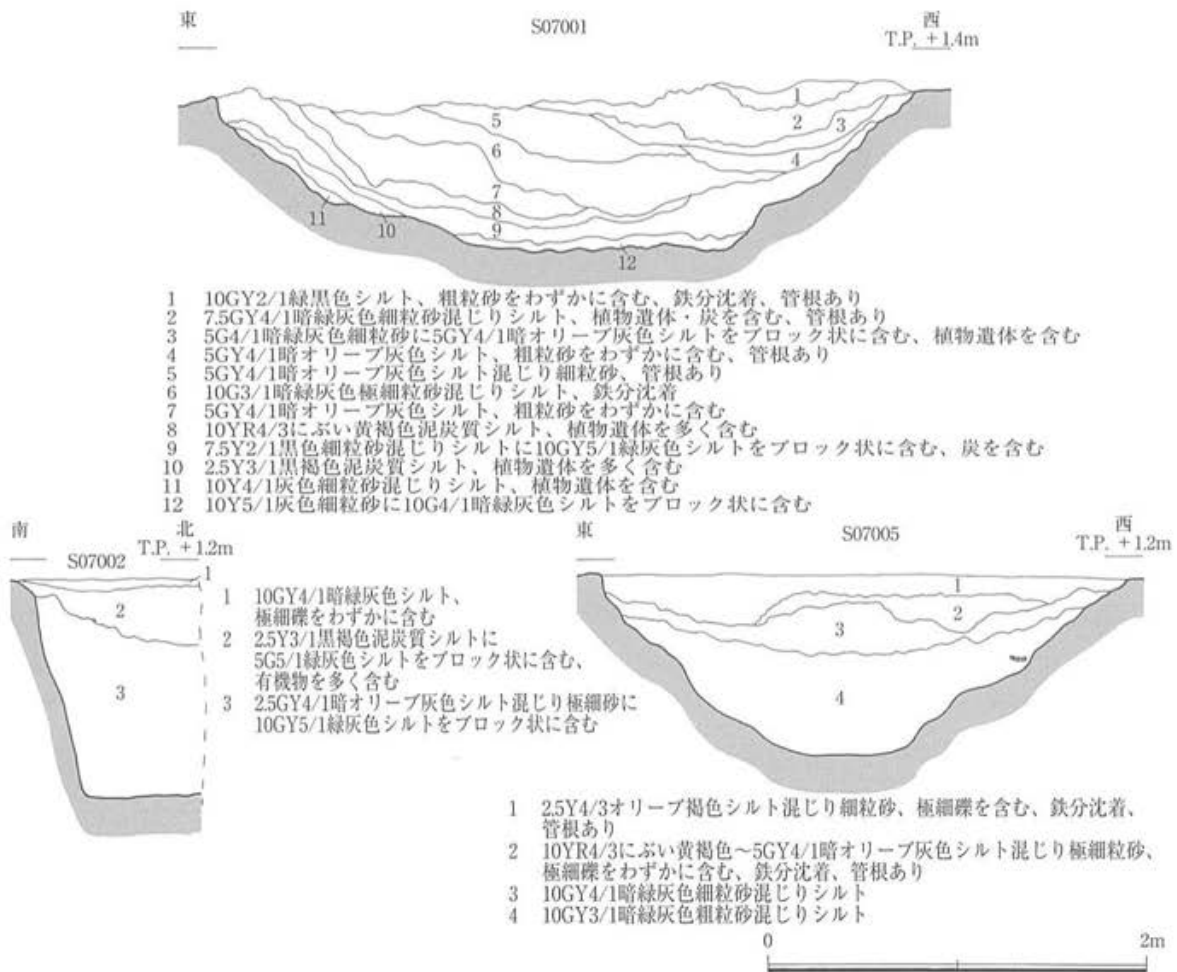 東
S07001
西
T.P. +1.4m
1
2
3
4
5
6
7
8
9
10
11
12
1 10GY2/1緑黒色シルト、粗粒砂をわずかに含む、鉄分沈着、管根あり
2 7.5GY4/1暗緑灰色細粒砂混じりシルト、植物遺体・炭を含む、管根あり
3 5G4/1暗緑灰色細粒砂に5GY4/1暗オリーブ灰色シルトをブロック状に含む、植物遺体を含む
4 5GY4/1暗オリーブ灰色シルト、粗粒砂をわずかに含む、管根あり
5 5GY4/1暗オリーブ灰色シルト混じり細粒砂、管根あり
6 10G3/1暗緑灰色極細粒砂混じりシルト、鉄分沈着
7 5GY4/1暗オリーブ灰色シルト、粗粒砂をわずかに含む
8 10YR4/3にぶい黄褐色泥炭質シルト、植物遺体を多く含む
9 7.5Y2/1黒色細粒砂混じりシルトに10GY5/1緑灰色シルトをブロック状に含む、炭を含む
10 2.5Y3/1黒褐色泥炭質シルト、植物遺体を多く含む
11 10Y4/1灰色細粒砂混じりシルト、植物遺体を含む
12 10Y5/1灰色細粒砂に10G4/1暗緑灰色シルトをブロック状に含む
南
S07002
北
T.P. +1.2m
1
2
3
1 10GY4/1暗緑灰色シルト、
極細礫をわずかに含む
2 2.5Y3/1黒褐色泥炭質シルトに
5G5/1緑灰色シルトをブロック状に含む、
有機物を多く含む
3 2.5GY4/1暗オリーブ灰色シルト混じり極細砂に
10GY5/1緑灰色シルトをブロック状に含む
東
S07005
西
T.P. +1.2m
1
2
3
4
1 2.5Y4/3オリーブ褐色シルト混じり細粒砂、極細礫を含む、鉄分沈着、
管根あり
2 10YR4/3にぶい黄褐色～5GY4/1暗オリーブ灰色シルト混じり極細粒砂、
極細礫をわずかに含む、鉄分沈着、管根あり
3 10GY4/1暗緑灰色細粒砂混じりシルト
4 10GY3/1暗緑灰色粗粒砂混じりシルト
0 2m